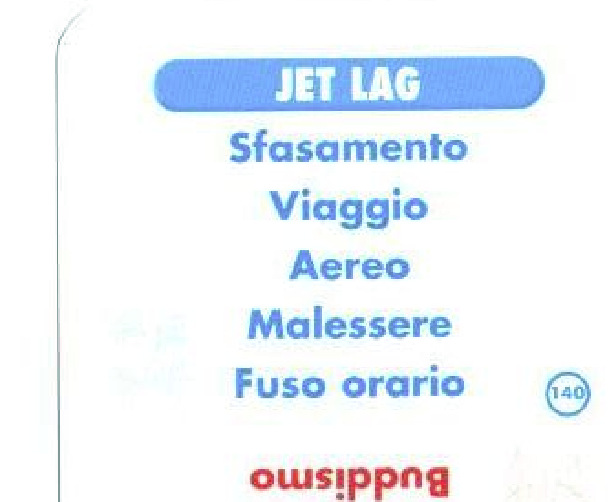 JET LAG
Sfasamento
Viaggio
Aereo
Malessere
Fuso orario
140
Buddismo